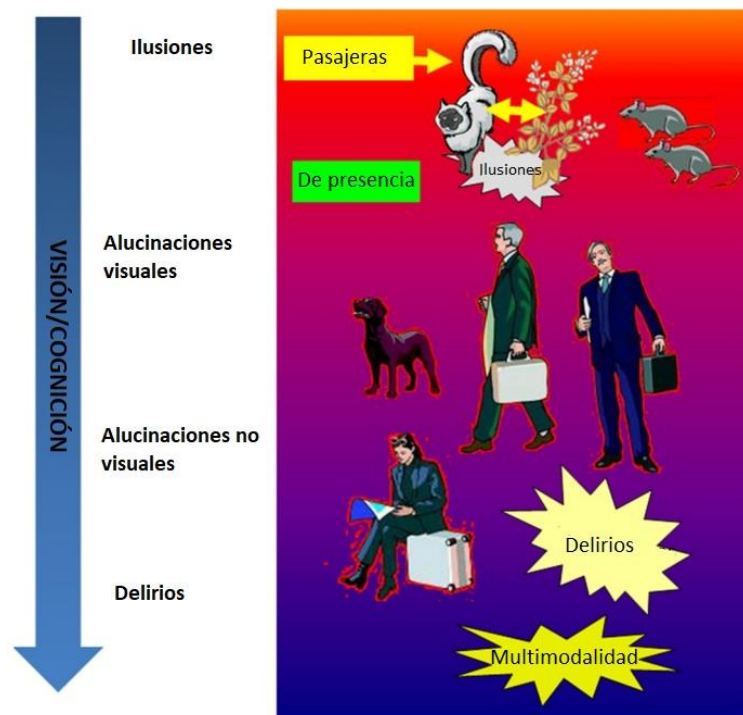 Ilusiones
Pasajeras
Ilusiones
De presencia
Alucinaciones
visuales
VISIÓN/COGNICIÓN
Alucinaciones no
visuales
Delirios
Delirios
Multimodalidad